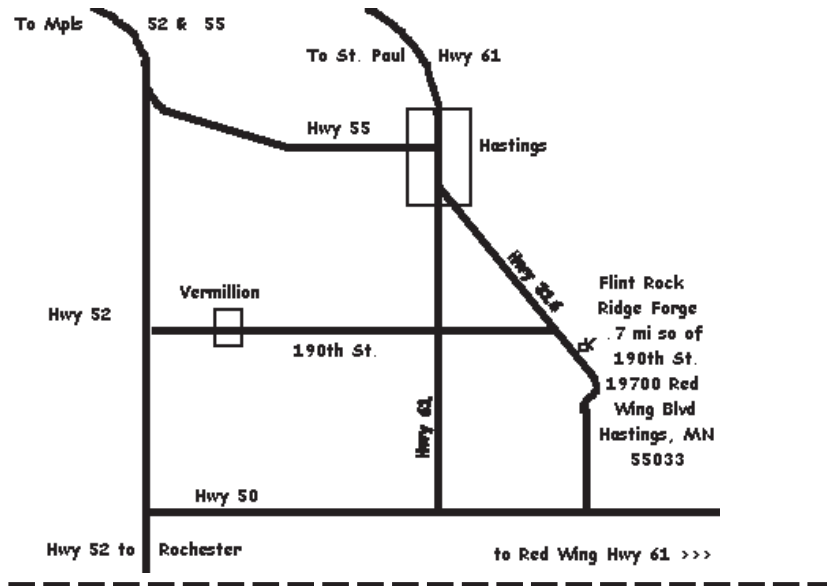 To Mpls 52 & 55
To St. Paul Hwy 61
Hwy 55
Hastings
Hwy 316
Vermillion
Hwy 52
190th St.
Flint Rock
Ridge Forge
.7 mi so of
190th St.
19700 Red
Wing Blvd
Hastings, MN
55033
Hwy 61
Hwy 50
Hwy 52 to Rochester
to Red Wing Hwy 61 >>>